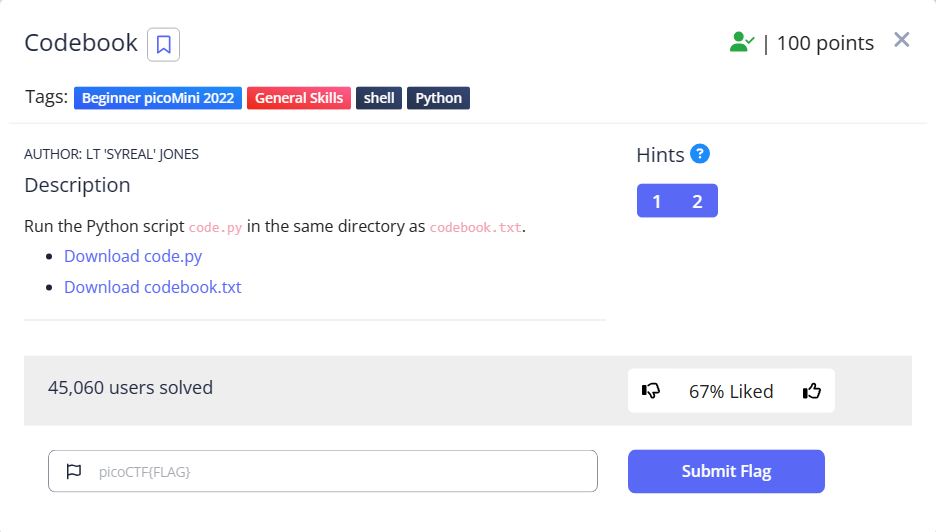 Codebook
| 100 points
Tags: Beginner picoMini 2022 General Skills shell Python
AUTHOR: LT 'SYREAL' JONES
Description
Run the Python script code.py in the same directory as codebook.txt.
Download code.py
Download codebook.txt
Hints ?
1 2
45,060 users solved
67% Liked
picoCTF{FLAG}
Submit Flag